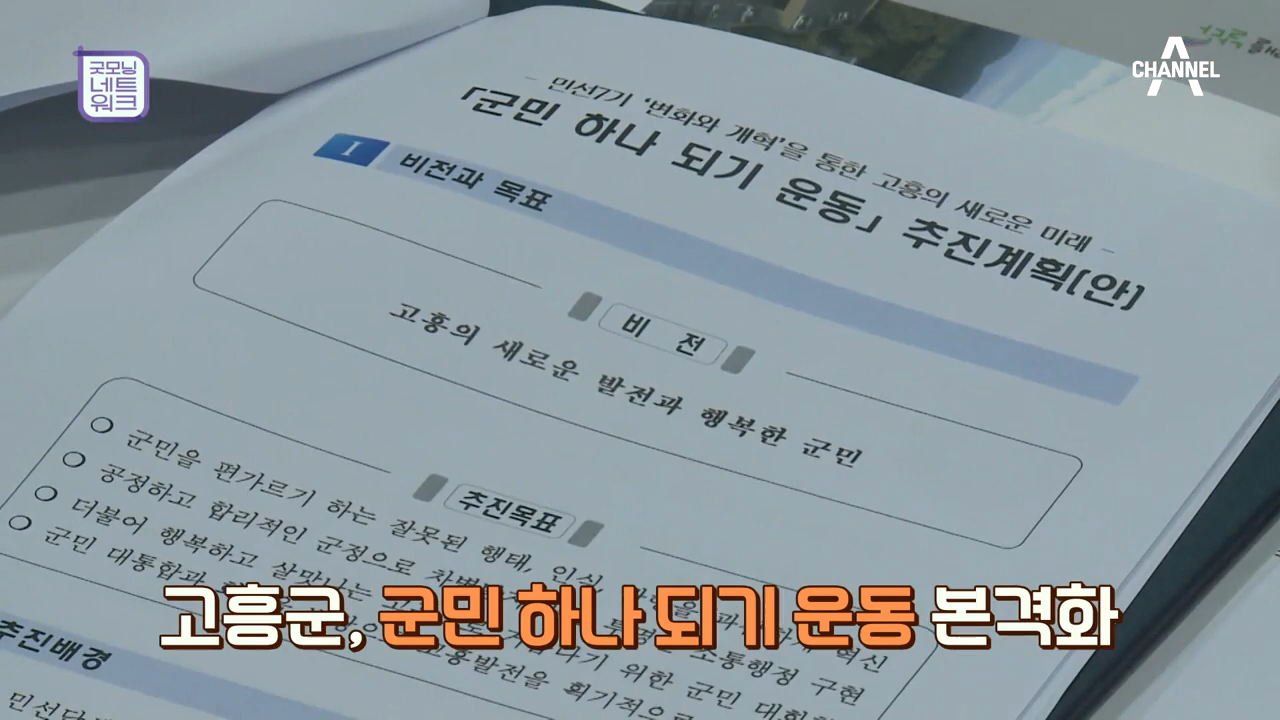 굿모닝
네트
워크
CHANNEL
A
- 민선7기 '변화와 개혁'을 통한 고흥의 새로운 미래 -
「군민 하나 되기 운동」 추진계획(안)
I 비전과 목표
비 전
고흥의 새로운 발전과 행복한 군민
추진목표
○ 군민을 편가르기 하는 잘못된 행태, 인식
○ 공정하고 합리적인 군정으로 소통행정 구현
○ 더불어 행복하고 살맛나는 위한 군민
○ 군민 대통합과 고흥발전을 획기적으로
고흥군, 군민 하나 되기 운동 본격화
추진배경